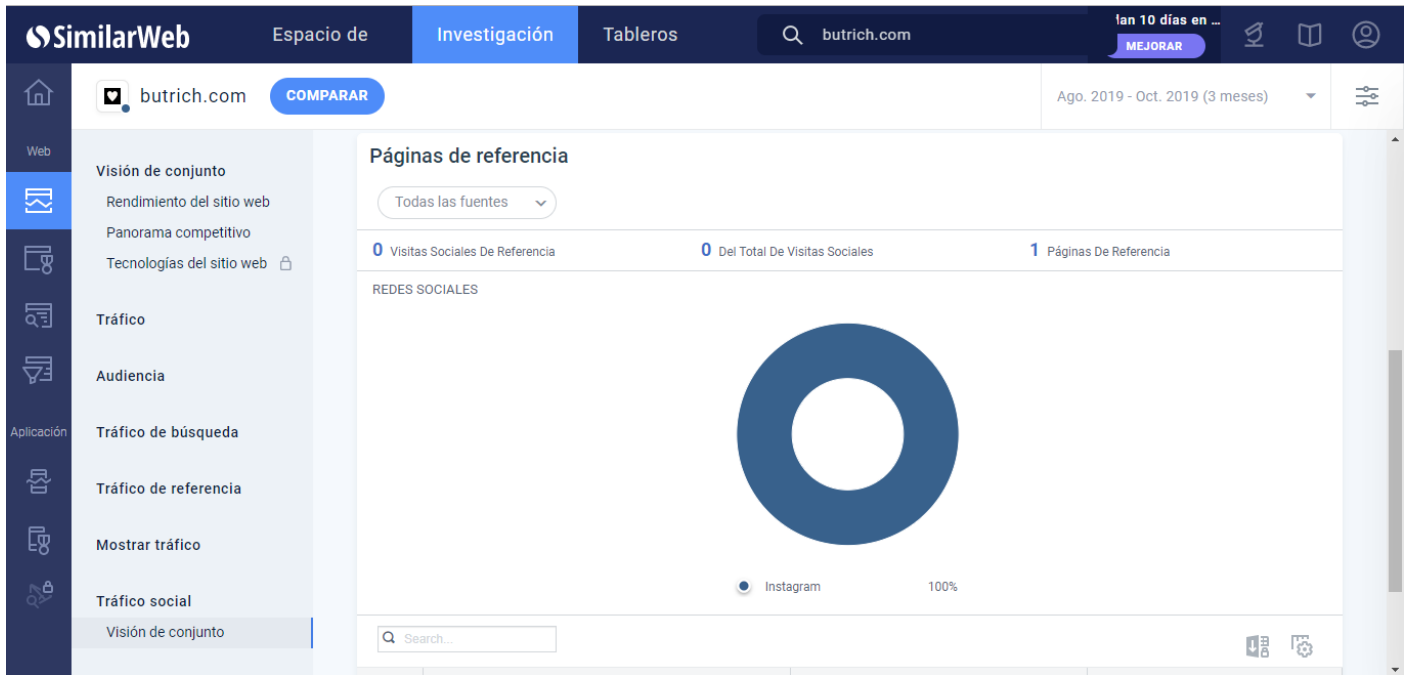 SimilarWeb
Espacio de
Investigación
Tableros
butrich.com
10 días en ...
MEJORAR
butrich.com
COMPARAR
Ago. 2019 - Oct. 2019 (3 meses)
Web
Aplicación
Visión de conjunto
Rendimiento del sitio web
Panorama competitivo
Tecnologías del sitio web
Tráfico
Audiencia
Tráfico de búsqueda
Tráfico de referencia
Mostrar tráfico
Tráfico social
Visión de conjunto
Páginas de referencia
Todas las fuentes
0 Visitas Sociales De Referencia
0 Del Total De Visitas Sociales
1 Páginas De Referencia
REDES SOCIALES
Instagram 100%
Search...